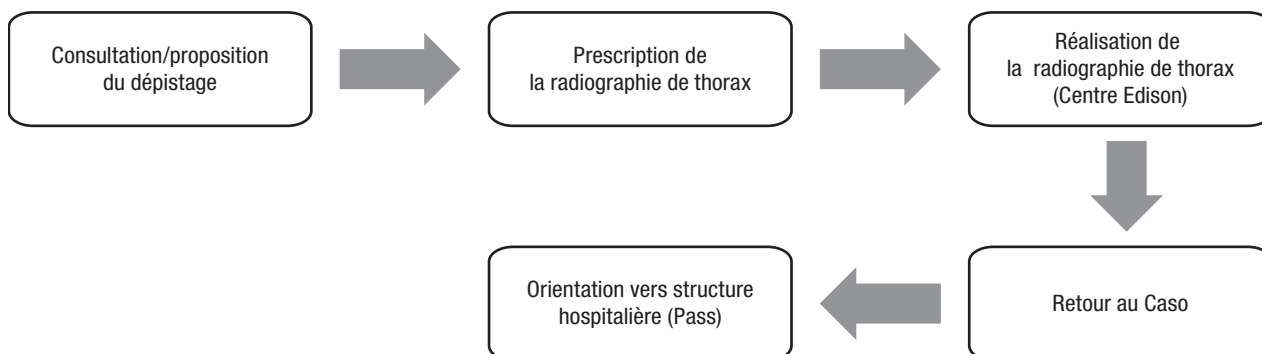 Consultation/proposition
du dépistage
Prescription de
la radiographie de thorax
Réalisation de
la radiographie de thorax
(Centre Edison)
Retour au Caso
Orientation vers structure
hospitalière (Pass)